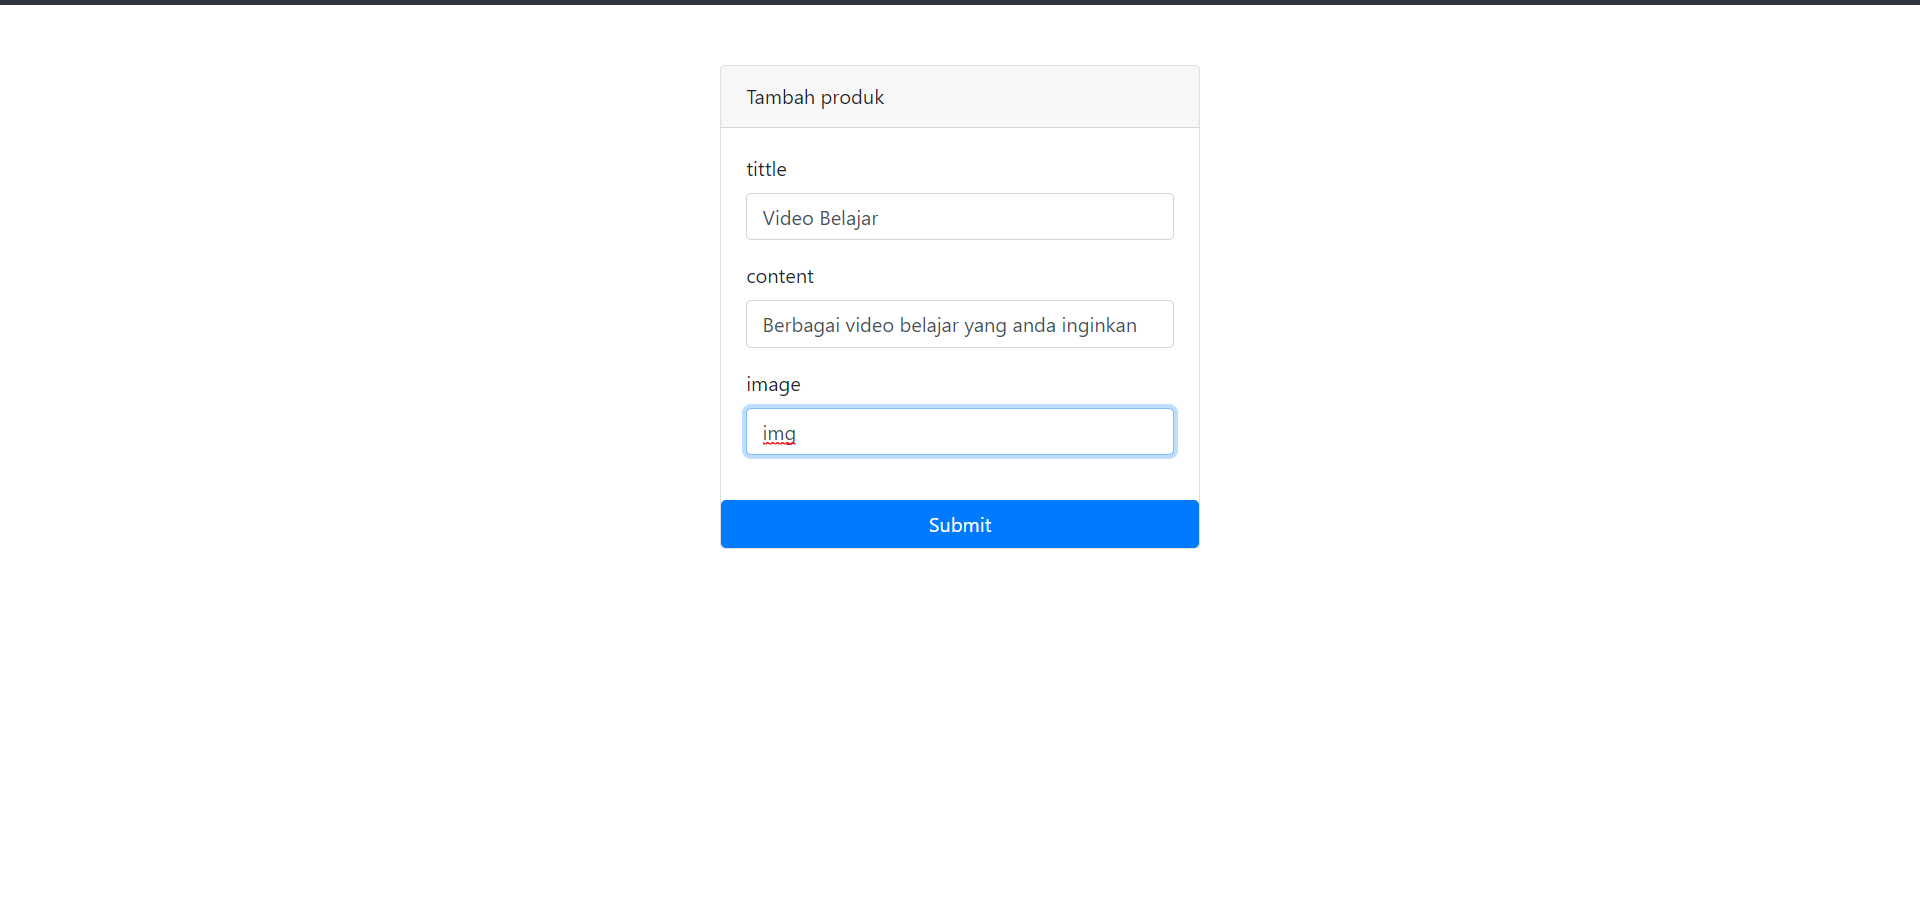 Tambah produk
tittle
Video Belajar
content
Berbagai video belajar yang anda inginkan
image
img
Submit